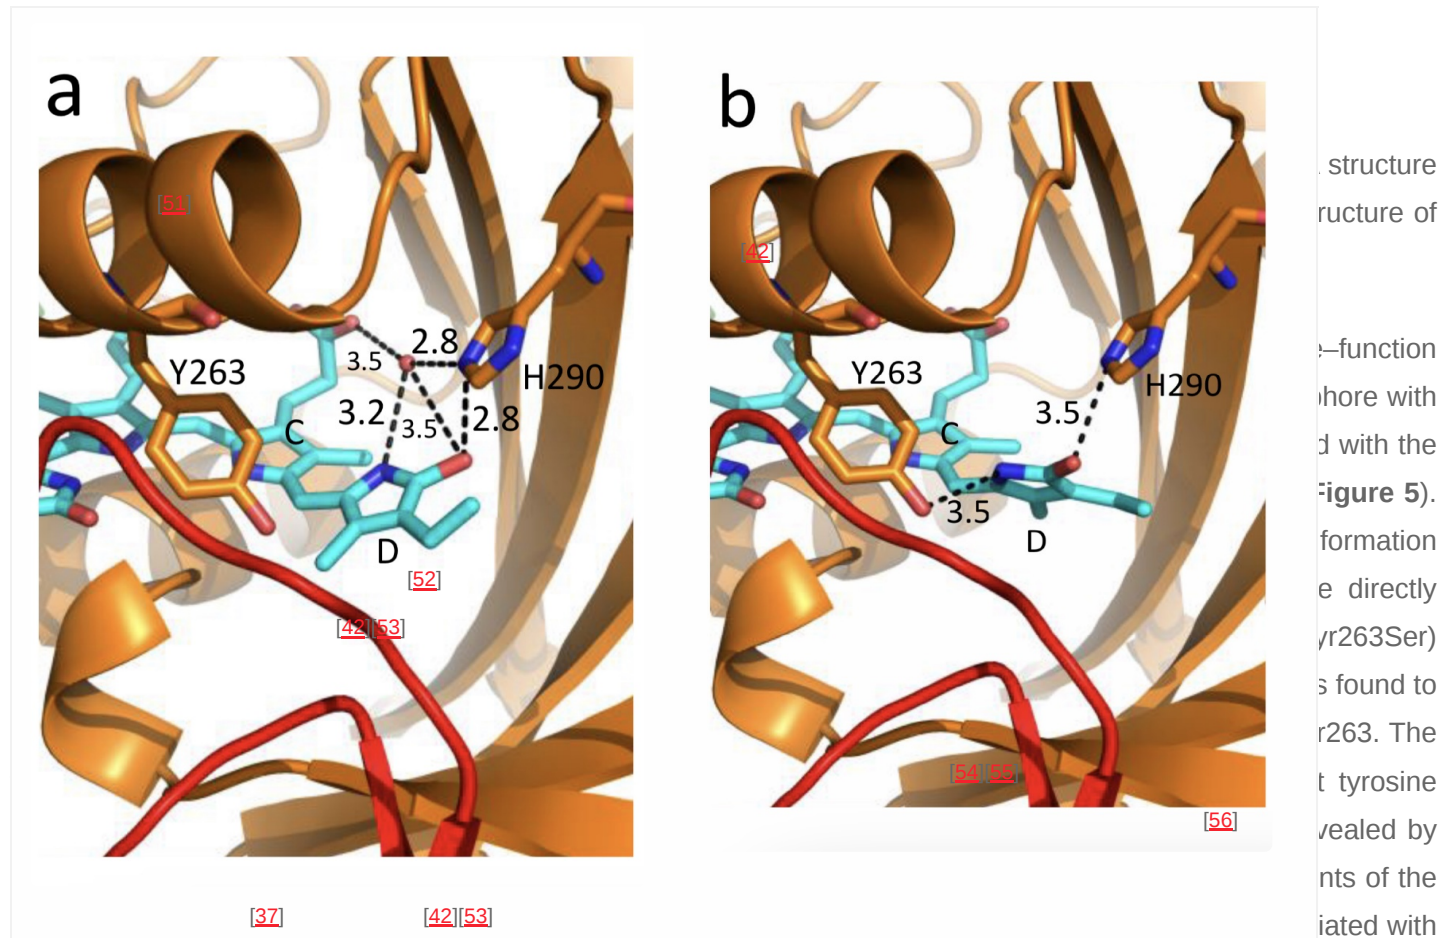 a
b
structure
[51]
ructure of
[42]
–function
2.8
3.5
Y263
H290
Y263
H290
hore with
3.2
3.5
2.8
C
3.5
C
d with the
Figure 5).
3.5
D
D
formation
[52]
e directly
[42][53]
yr263Ser)
s found to
r263. The
[54][55]
t tyrosine
[56]
vealed by
nts of the
[37]
[42][53]
iated with